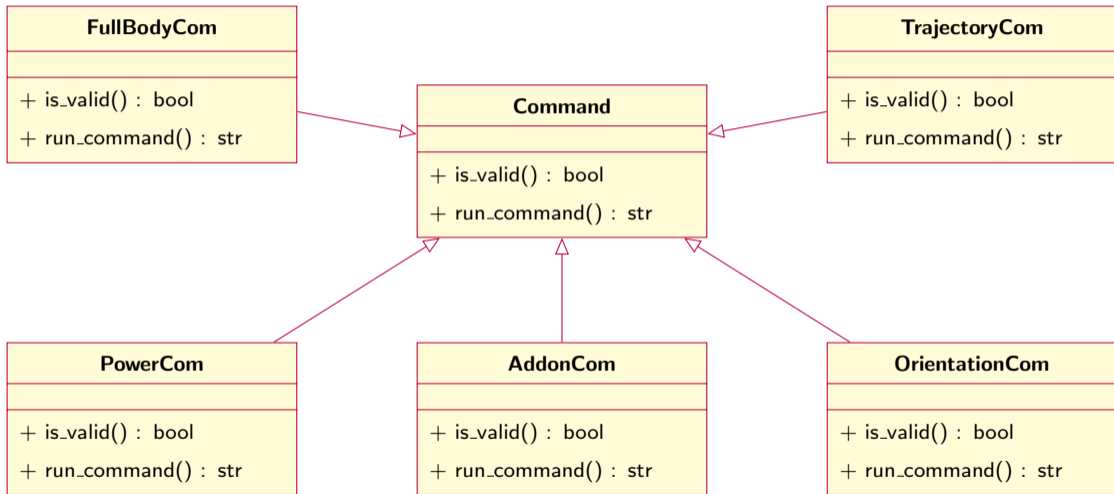 FullBodyCom
+ is_valid() : bool
+ run_command() : str
TrajectoryCom
+ is_valid() : bool
+ run_command() : str
Command
+ is_valid() : bool
+ run_command() : str
PowerCom
+ is_valid() : bool
+ run_command() : str
AddonCom
+ is_valid() : bool
+ run_command() : str
OrientationCom
+ is_valid() : bool
+ run_command() : str